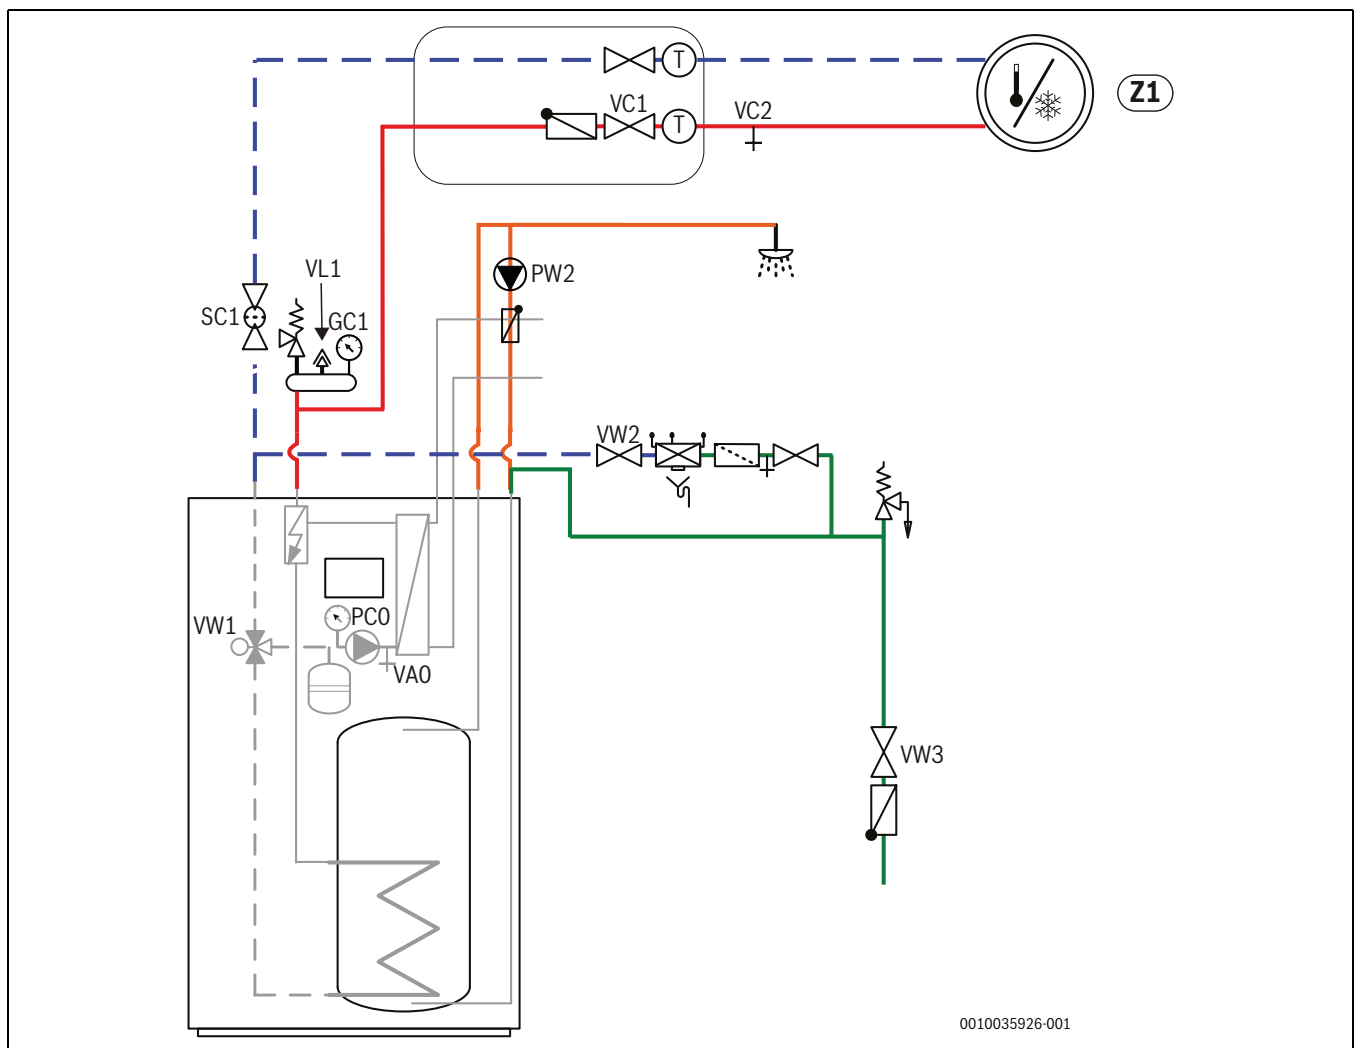 T
Z1
VC1
T
VC2
VL1
PW2
SC1
GC1
VW2
PC0
VW1
VA0
VW3
0010035926-001